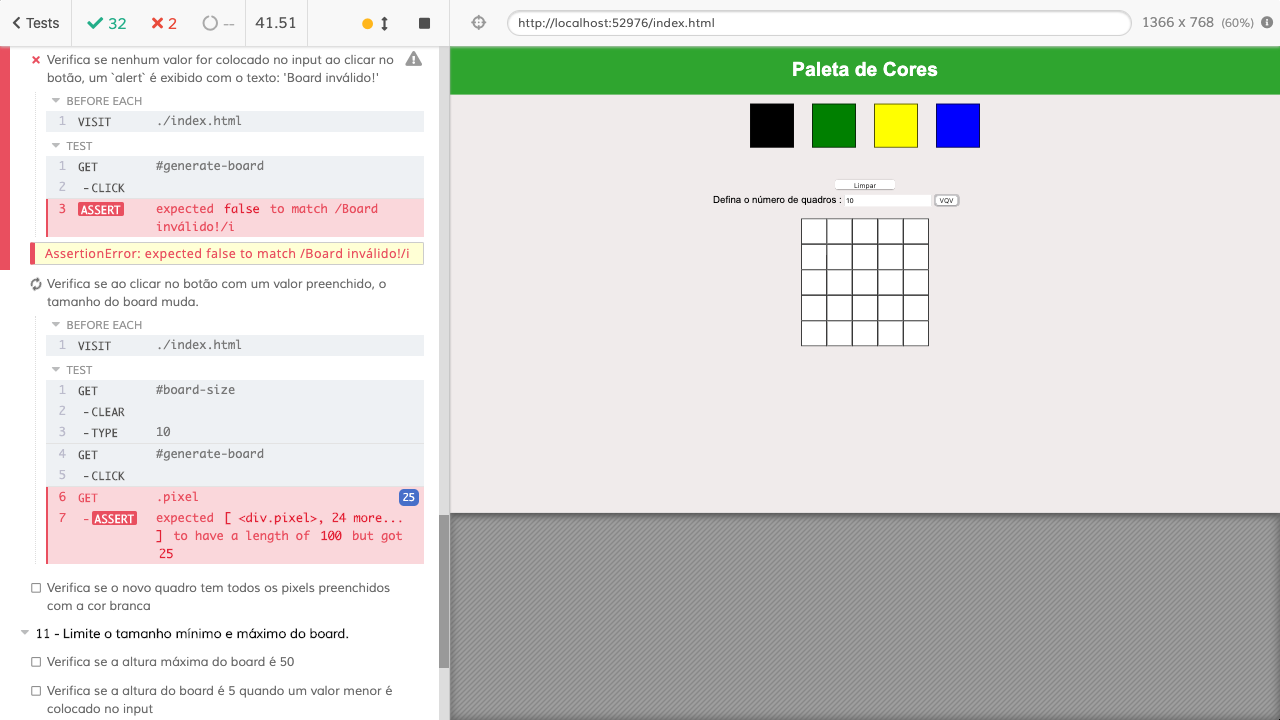 Tests
32
2
--
41.51
http://localhost:52976/index.html
1366 x 768 (60%)
Verifica se nenhum valor for colocado no input ao clicar no
botão, um `alert` é exibido com o texto: 'Board inválido!'
BEFORE EACH
1 VISIT ./index.html
TEST
1 GET #generate-board
2 - CLICK
3 ASSERT expected false to match /Board
inválido!/i
AssertionError: expected false to match /Board inválido!/i
Verifica se ao clicar no botão com um valor preenchido, o
tamanho do board muda.
BEFORE EACH
1 VISIT ./index.html
TEST
1 GET #board-size
2 - CLEAR
3 - TYPE 10
4 GET #generate-board
5 - CLICK
6 GET .pixel 25
7 - ASSERT expected [ <div.pixel>, 24 more...
] to have a length of 100 but got
25
Verifica se o novo quadro tem todos os pixels preenchidos
com a cor branca
11 - Limite o tamanho mínimo e máximo do board.
Verifica se a altura máxima do board é 50
Verifica se a altura do board é 5 quando um valor menor é
colocado no input
Paleta de Cores
Limpar
Defina o número de quadros : 10 VQV